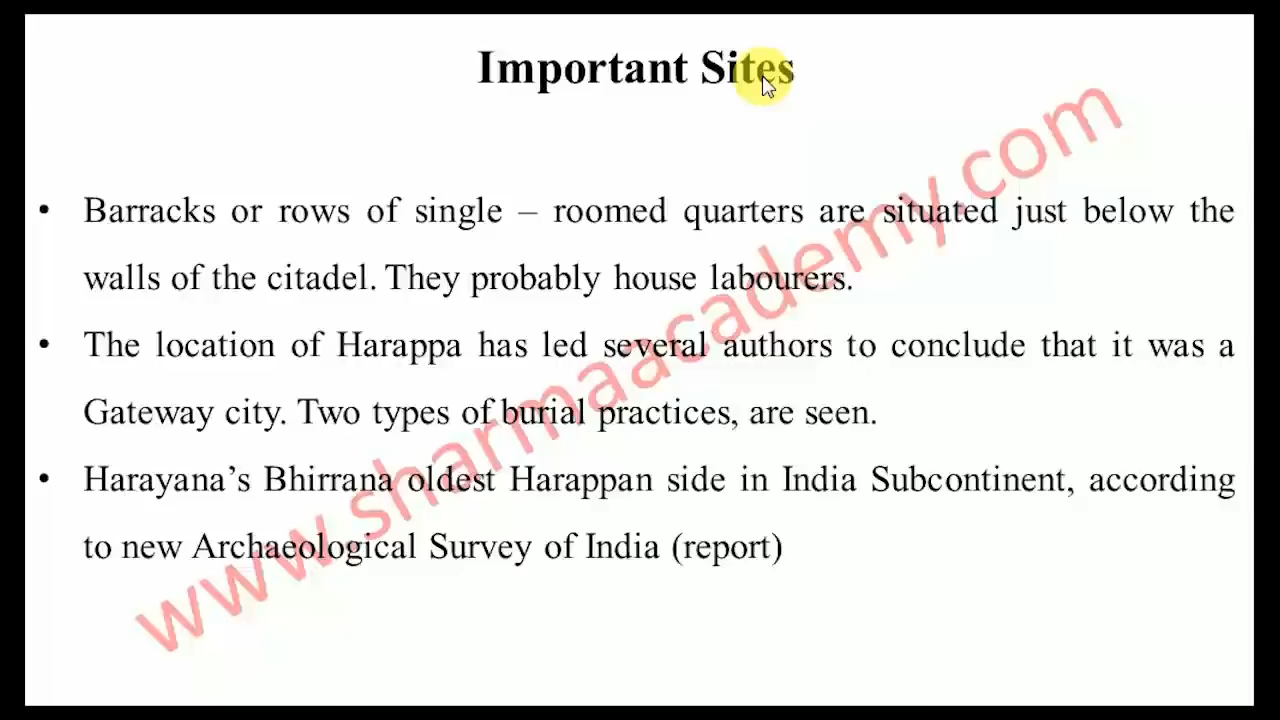 Important Sites
• Barracks or rows of single – roomed quarters are situated just below the
walls of the citadel. They probably house labourers.
• The location of Harappa has led several authors to conclude that it was a
Gateway city. Two types of burial practices, are seen.
• Harayana’s Bhirrana oldest Harappan side in India Subcontinent, according
to new Archaeological Survey of India (report)
www.sharmaacademy.com